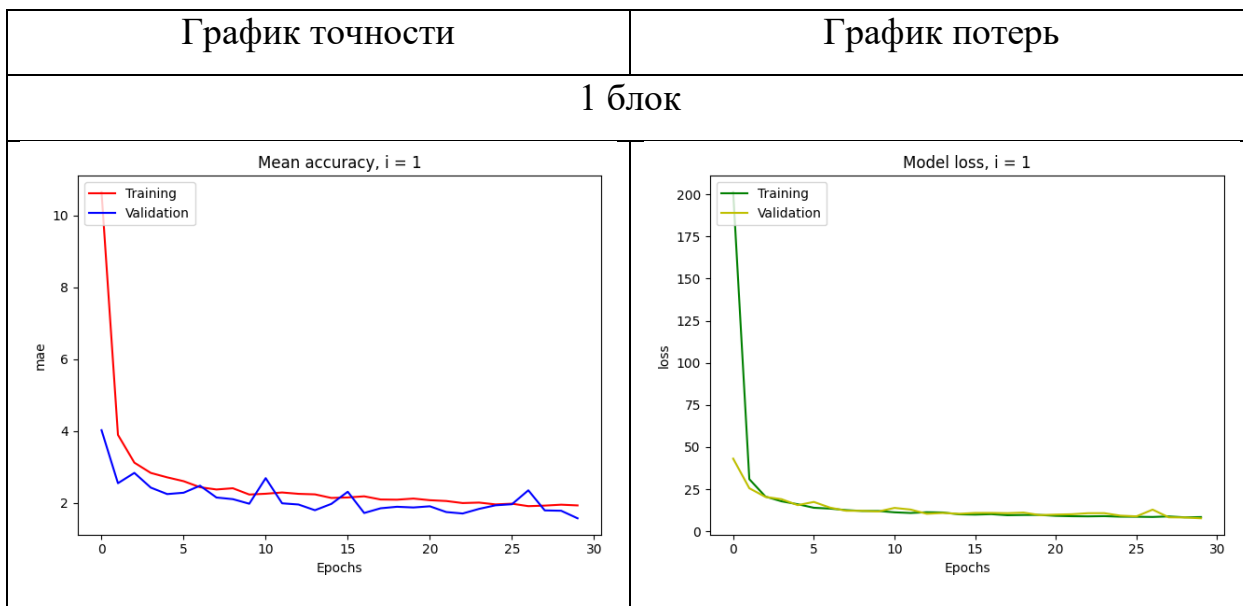 График точности
График потерь
1 блок
Mean accuracy, i = 1
Training
Validation
10
8
6
4
2
mae
0
5
10
15
20
25
30
Epochs
Model loss, i = 1
Training
Validation
200
175
150
125
100
75
50
25
0
loss
0
5
10
15
20
25
30
Epochs